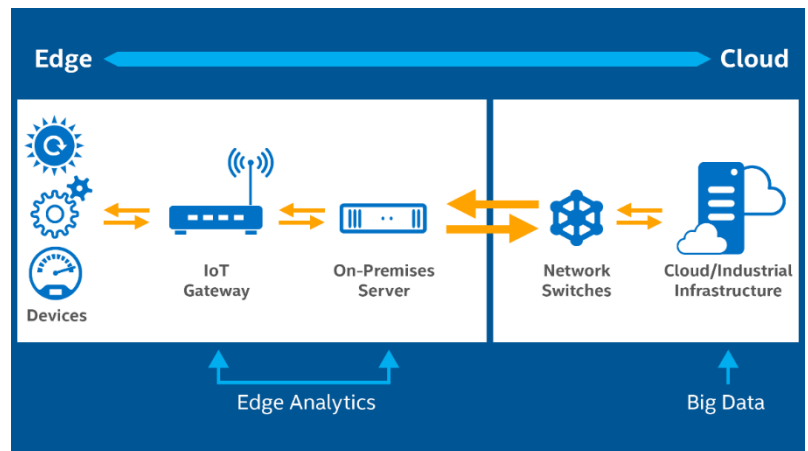 Edge
Cloud
IoT
Gateway
On-Premises
Server
Network
Switches
Cloud/Industrial
Infrastructure
Devices
Edge Analytics
Big Data